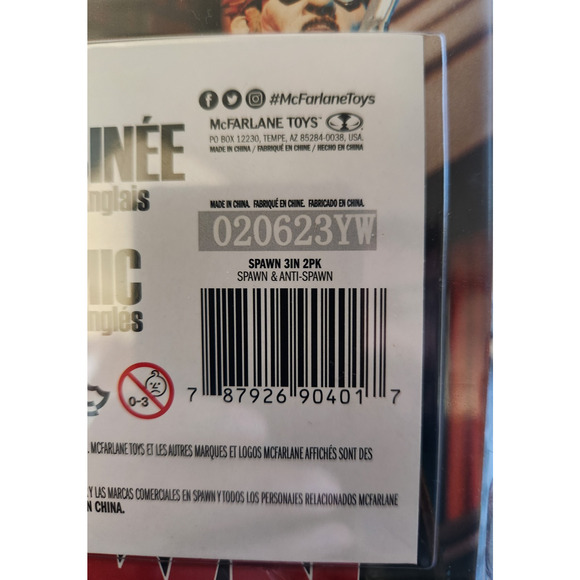 #McFarlaneToys
McFARLANE TOYS™
PO BOX 12230, TEMPE, AZ 85284-0038, USA.
MADE IN CHINA / FABRIQUÉ EN CHINE / HECHO EN CHINA
INÉE
nglais
MADE IN CHINA. FABRIQUÉ EN CHINE. FABRICADO EN CHINA.
020623YW
SPAWN 3IN 2PK
SPAWN & ANTI-SPAWN
IC
nglés
0-3
7 87926 90401 7
. MCFARLANE TOYS ET LES AUTRES MARQUES ET LOGOS MCFARLANE AFFICHÉS SONT DES
Y LAS MARCAS COMERCIALES EN SPAWN Y TODOS LOS PERSONAJES RELACIONADOS MCFARLANE
N CHINA.